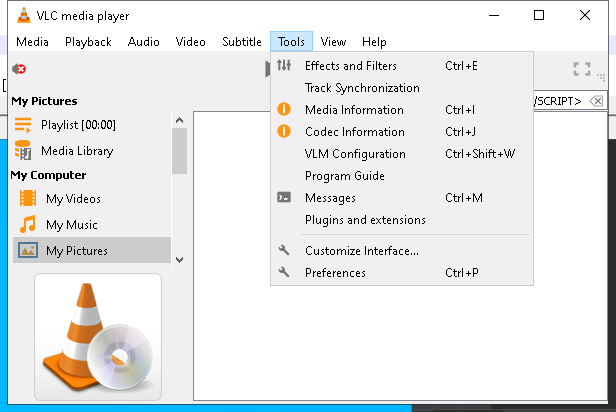 VLC media player
Media Playback Audio Video Subtitle Tools View Help
Effects and Filters Ctrl+E
Track Synchronization
Media Information Ctrl+I
Codec Information Ctrl+J
VLM Configuration Ctrl+Shift+W
Program Guide
Messages Ctrl+M
Plugins and extensions
Customize Interface...
Preferences Ctrl+P
/SCRIPT>
My Pictures
Playlist [00:00]
Media Library
My Computer
My Videos
My Music
My Pictures